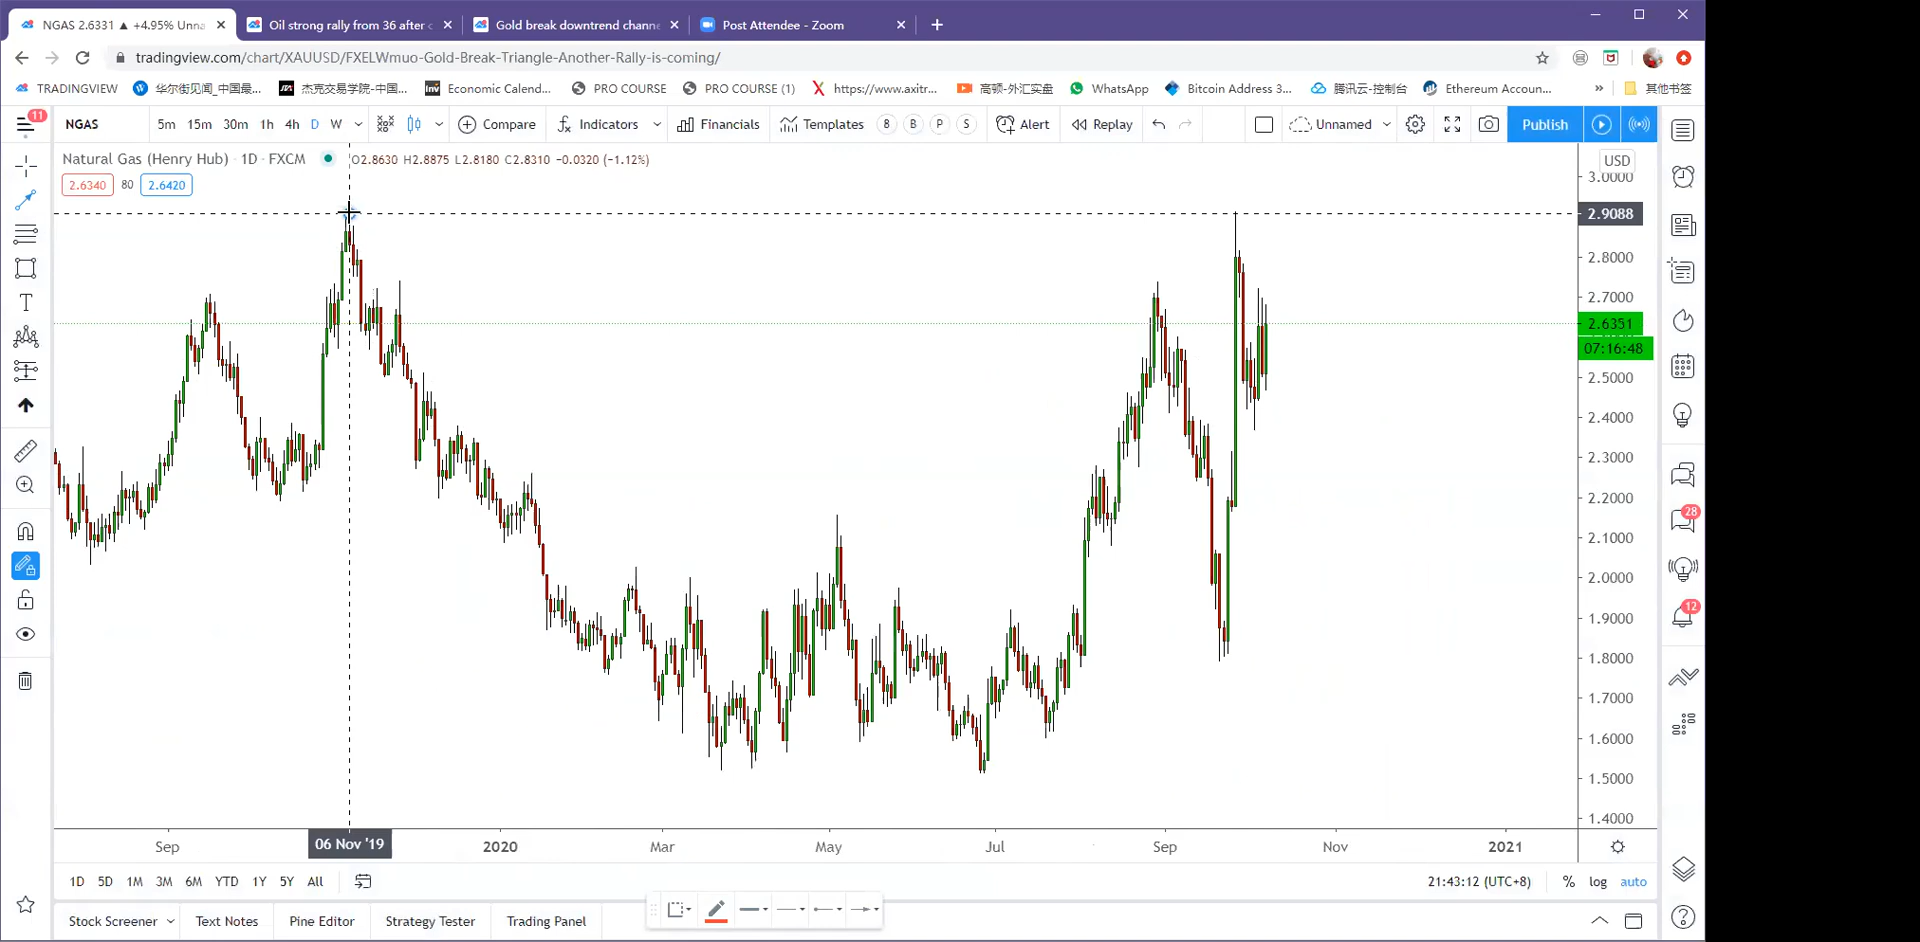 NGAS 2.6331 ▲ +4.95% Unna
Oil strong rally from 36 after
Gold break downtrend chann
Post Attendee - Zoom
tradingview.com/chart/XAUUSD/FXELWmuo-Gold-Break-Triangle-Another-Rally-is-coming/
TRADINGVIEW
华尔街见闻_中国最...
杰克交易学院-中国...
Inv Economic Calend...
PRO COURSE
PRO COURSE (1)
https://www.axitr...
高顿-外汇实盘
WhatsApp
Bitcoin Address 3...
腾讯云-控制台
Ethereum Accoun...
»
其他书签
11
NGAS
5m 15m 30m 1h 4h D W
Compare
Indicators
Financials
Templates
8 B P S
Alert
Replay
Unnamed
Publish
Natural Gas (Henry Hub) · 1D · FXCM
O2.8630 H2.8875 L2.8180 C2.8310 -0.0320 (-1.12%)
2.6340 80 2.6420
USD
3.0000
2.9088
2.8000
2.7000
2.6351
07:16:48
2.5000
2.4000
2.3000
2.2000
2.1000
2.0000
1.9000
1.8000
1.7000
1.6000
1.5000
1.4000
28
12
Sep 06 Nov '19 2020 Mar May Jul Sep Nov 2021
1D 5D 1M 3M 6M YTD 1Y 5Y All
21:43:12 (UTC+8) % log auto
Stock Screener Text Notes Pine Editor Strategy Tester Trading Panel